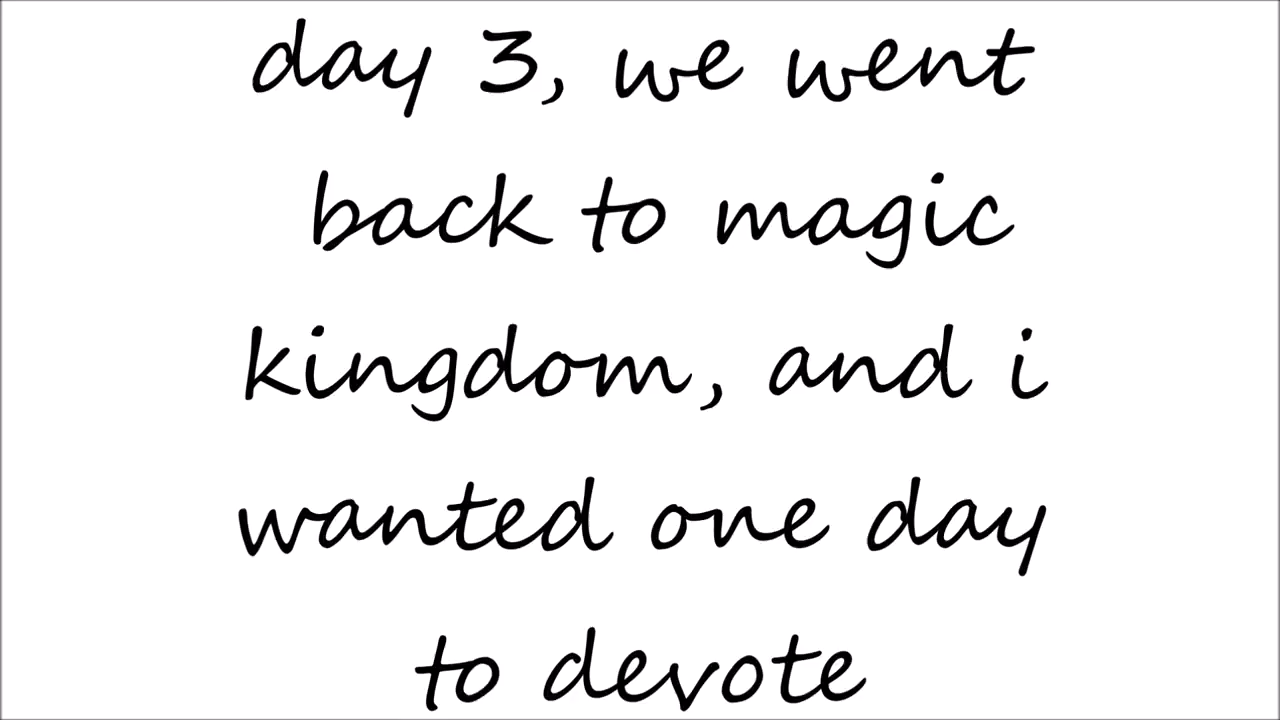 day 3, we went
back to magic
kingdom, and i
wanted one day
to devote